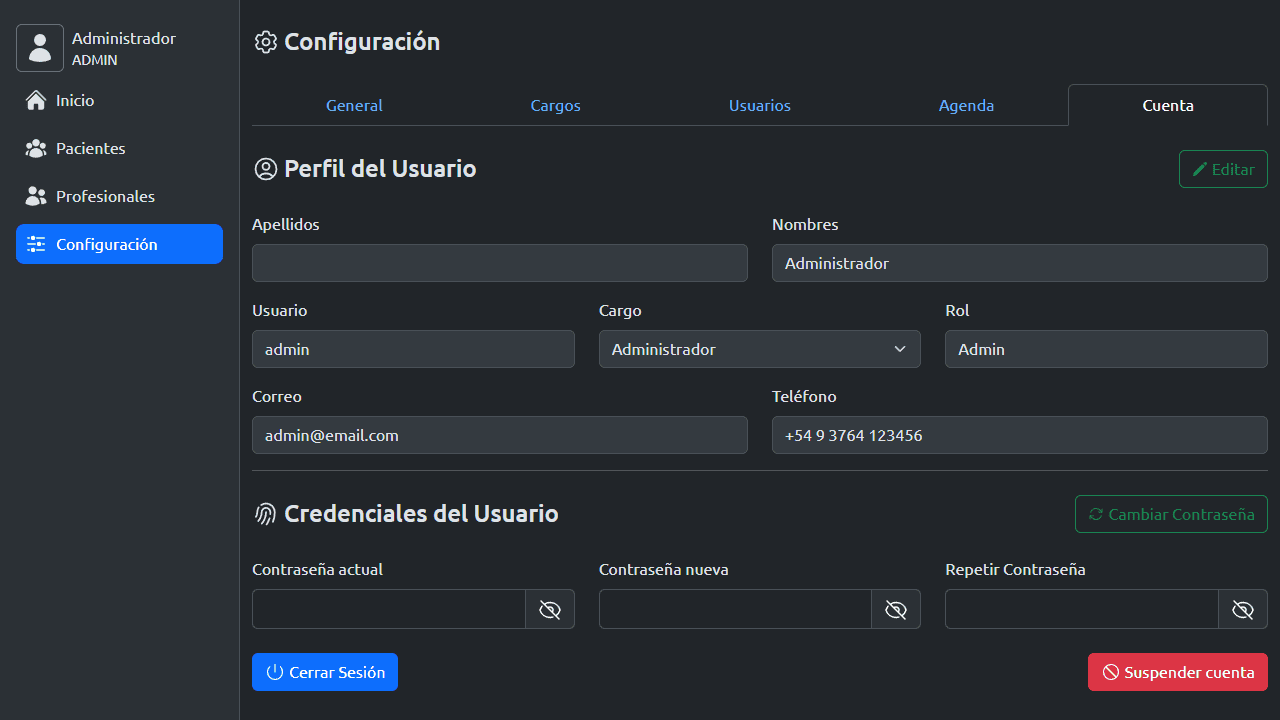 Administrador
ADMIN
Inicio
Pacientes
Profesionales
Configuración
Configuración
General Cargos Usuarios Agenda Cuenta
Perfil del Usuario Editar
Apellidos Nombres
Administrador
Usuario Cargo Rol
admin Administrador Admin
Correo Teléfono
admin@email.com +54 9 3764 123456
Credenciales del Usuario Cambiar Contraseña
Contraseña actual Contraseña nueva Repetir Contraseña
Cerrar Sesión Suspender cuenta